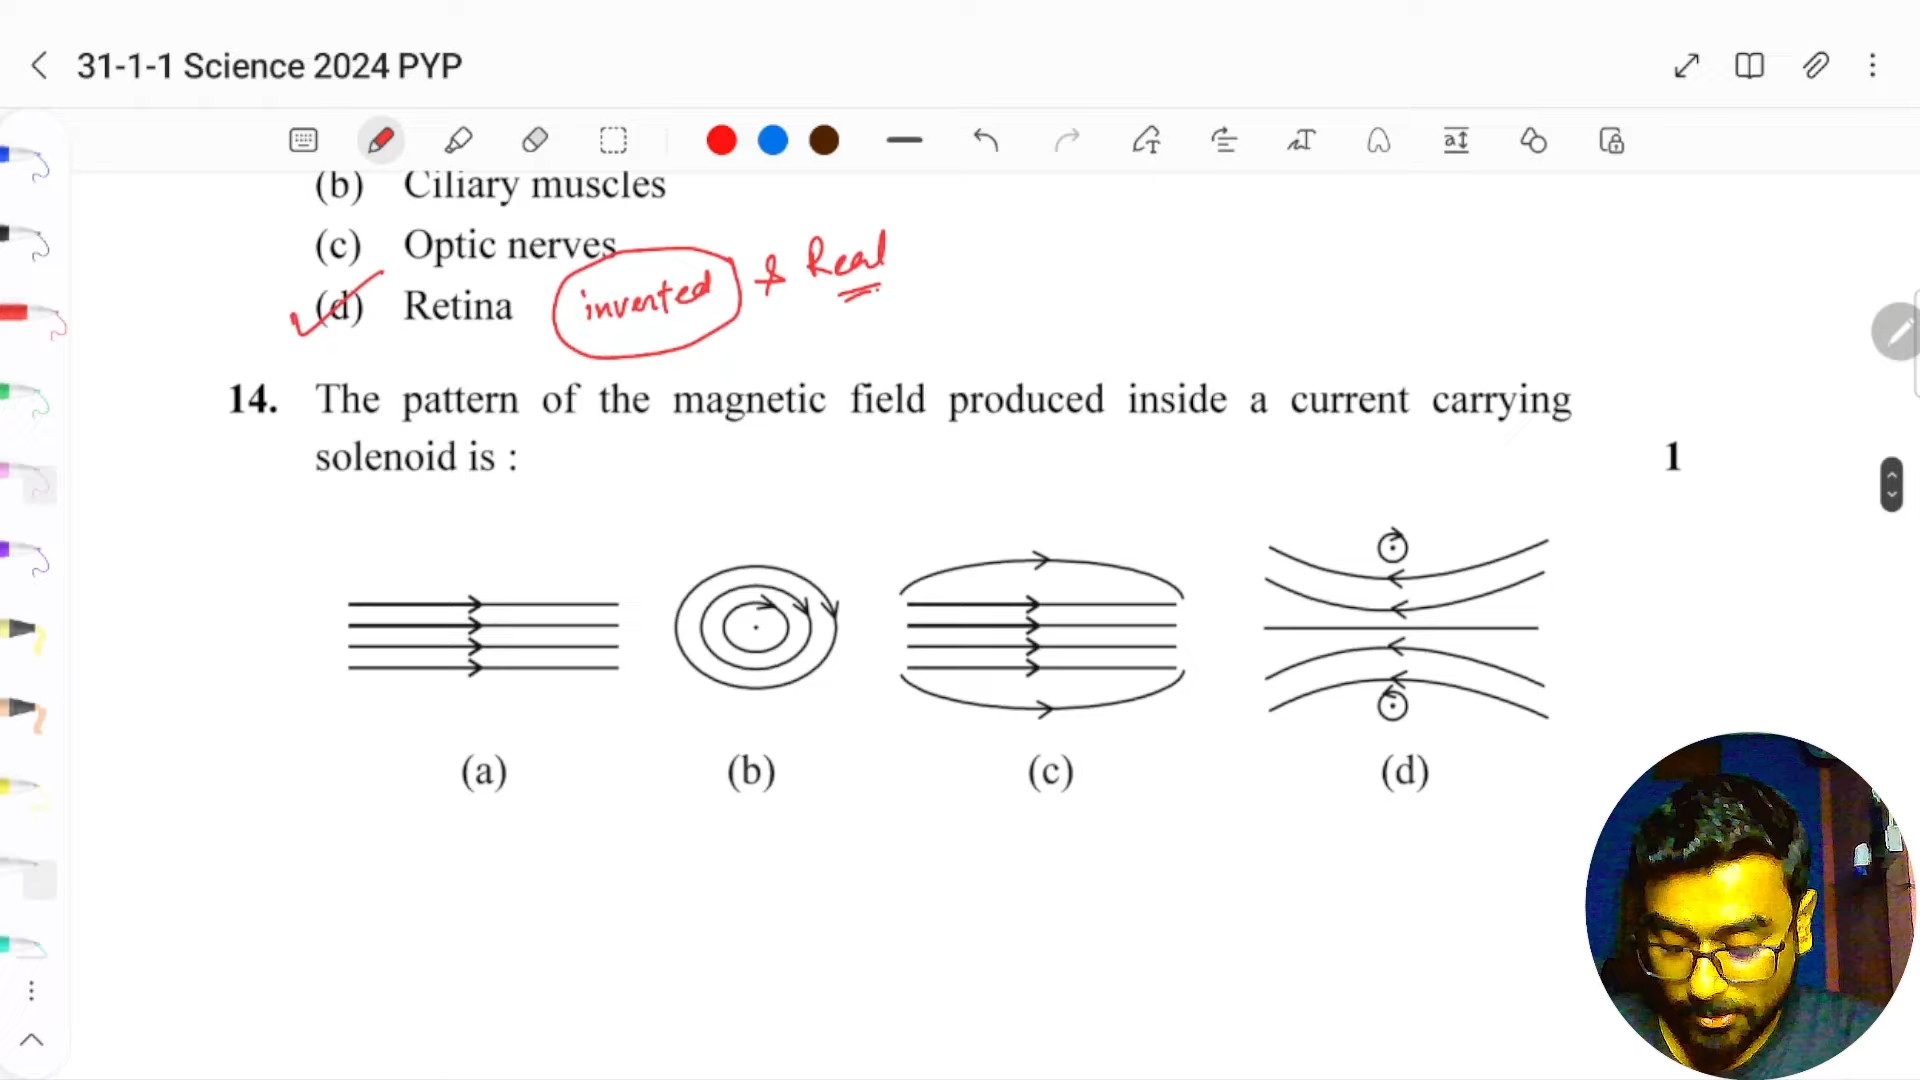 31-1-1 Science 2024 PYP
(b) Ciliary muscles
(c) Optic nerves
(d) Retina invented & Real
14. The pattern of the magnetic field produced inside a current carrying
solenoid is : 1
(a) (b) (c) (d)